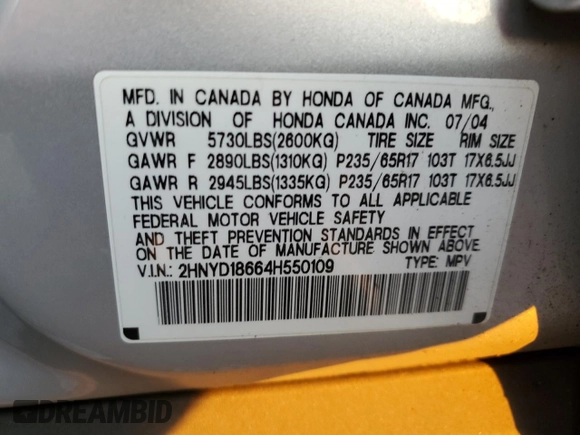 MFD. IN CANADA BY HONDA OF CANADA MFG.,
A DIVISION OF HONDA CANADA INC. 07/04
GVWR 5730LBS(2600KG) TIRE SIZE RIM SIZE
GAWR F 2890LBS(1310KG) P235/65R17 103T 17X6.5JJ
GAWR R 2945LBS(1335KG) P235/65R17 103T 17X6.5JJ
THIS VEHICLE CONFORMS TO ALL APPLICABLE
FEDERAL MOTOR VEHICLE SAFETY
AND THEFT PREVENTION STANDARDS IN EFFECT
ON THE DATE OF MANUFACTURE SHOWN ABOVE.
V.I.N.: 2HNYD18664H550109 TYPE: MPV
DREAMBID